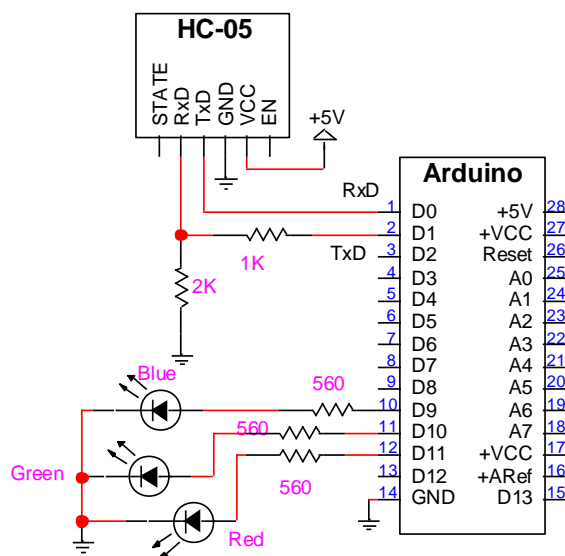 HC-05
STATE
RxD
TxD
GND
VCC
EN
+5V
Arduino
RxD
TxD
1 D0 +5V 28
2 D1 +VCC 27
3 D2 Reset 26
4 D3 A0 25
5 D4 A1 24
6 D5 A2 23
7 D6 A3 22
8 D7 A4 21
9 D8 A5 20
10 D9 A6 19
11 D10 A7 18
12 D11 +VCC 17
13 D12 +ARef 16
14 GND D13 15
1K
2K
Blue
560
560
Green
560
Red